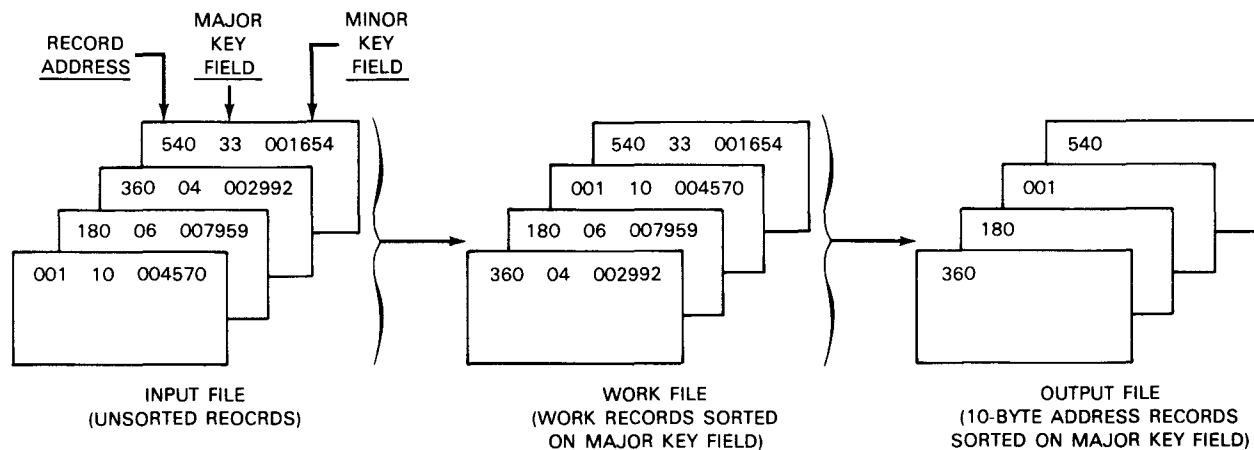 RECORD
ADDRESS
MAJOR
KEY
FIELD
MINOR
KEY
FIELD
540 33 001654
360 04 002992
180 06 007959
001 10 004570
INPUT FILE
(UNSORTED REOCRDS)
540 33 001654
001 10 004570
180 06 007959
360 04 002992
WORK FILE
(WORK RECORDS SORTED
ON MAJOR KEY FIELD)
540
001
180
360
OUTPUT FILE
(10-BYTE ADDRESS RECORDS
SORTED ON MAJOR KEY FIELD)